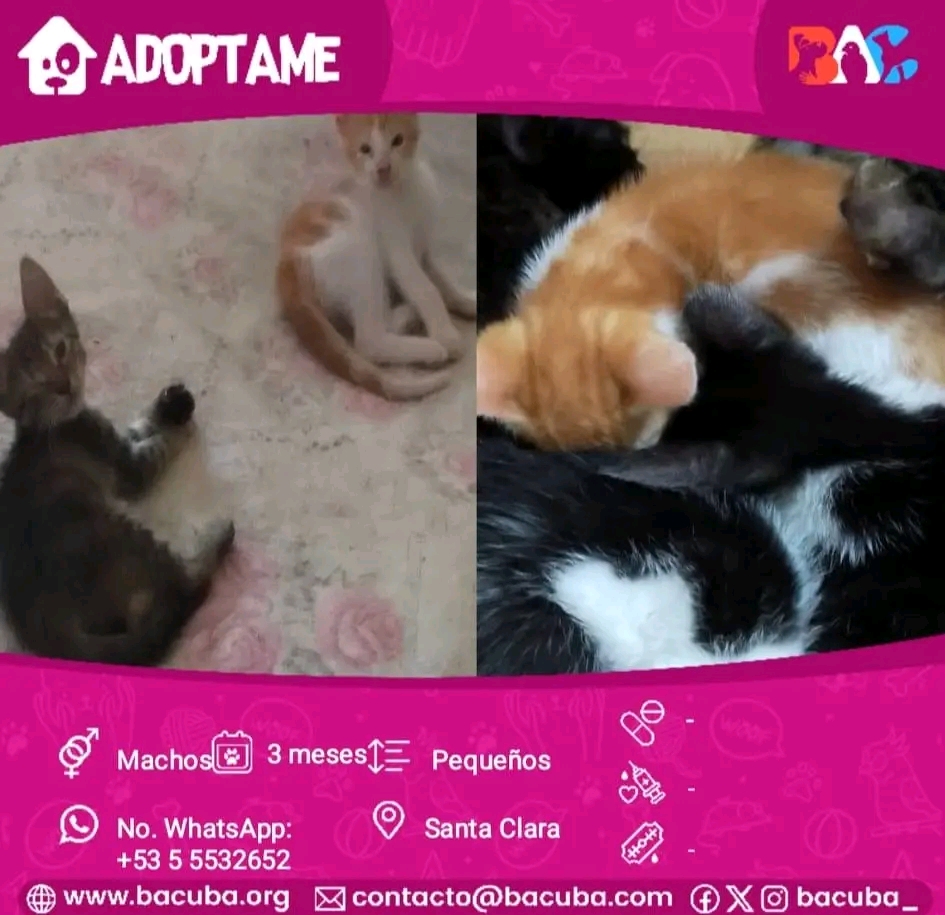 ADOPTAME
BAC
Machos
3 meses
Pequeños
-
-
-
No. WhatsApp:
+53 5 5532652
Santa Clara
www.bacuba.org
contacto@bacuba.com
bacuba_